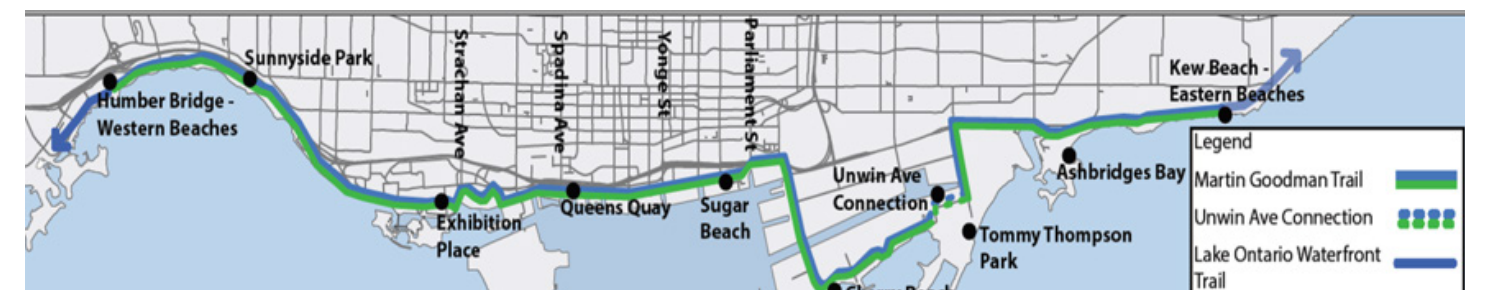 Sunnyside Park
Humber Bridge -
Western Beaches
Strachan Ave
Spadina Ave
Yonge St
Parliament St
Exhibition
Place
Queens Quay
Sugar
Beach
Unwin Ave
Connection
Tommy Thompson
Park
Ashbridges Bay
Kew Beach -
Eastern Beaches
Legend
Martin Goodman Trail
Unwin Ave Connection
Lake Ontario Waterfront
Trail